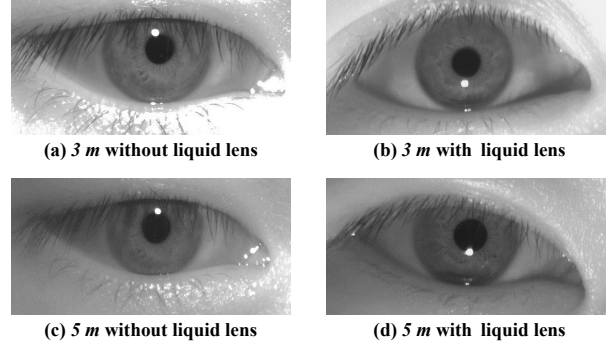 (a) 3 m without liquid lens
(b) 3 m with liquid lens
(c) 5 m without liquid lens
(d) 5 m with liquid lens